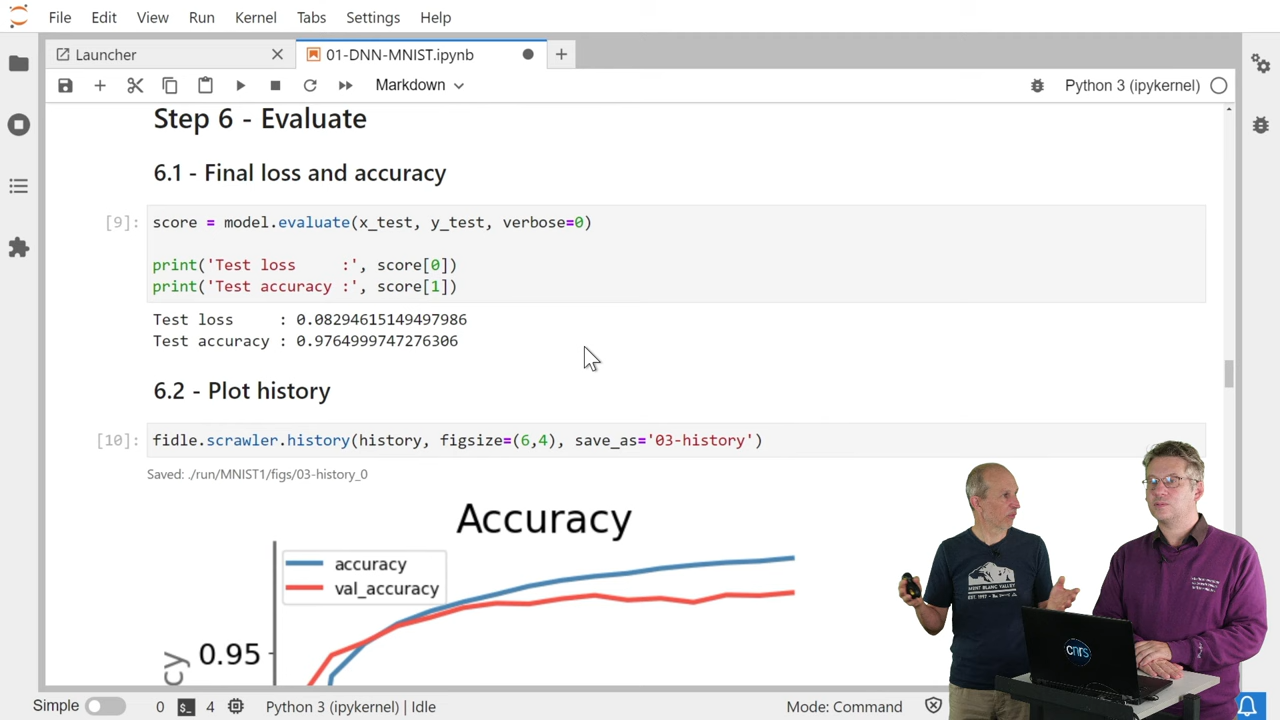 File Edit View Run Kernel Tabs Settings Help
Launcher
01-DNN-MNIST.ipynb
Markdown
Python 3 (ipykernel)
Step 6 - Evaluate
6.1 - Final loss and accuracy
[9]: score = model.evaluate(x_test, y_test, verbose=0)
print('Test loss     :', score[0])
print('Test accuracy :', score[1])
Test loss     : 0.08294615149497986
Test accuracy : 0.9764999747276306
6.2 - Plot history
[10]: fidle.scrawler.history(history, figsize=(6,4), save_as='03-history')
Saved: ./run/MNIST1/figs/03-history_0
Accuracy
accuracy
val_accuracy
0.95
MONT BLANC VALLEY
cnrs
Simple 0 $_ 4 Python 3 (ipykernel) | Idle Mode: Command